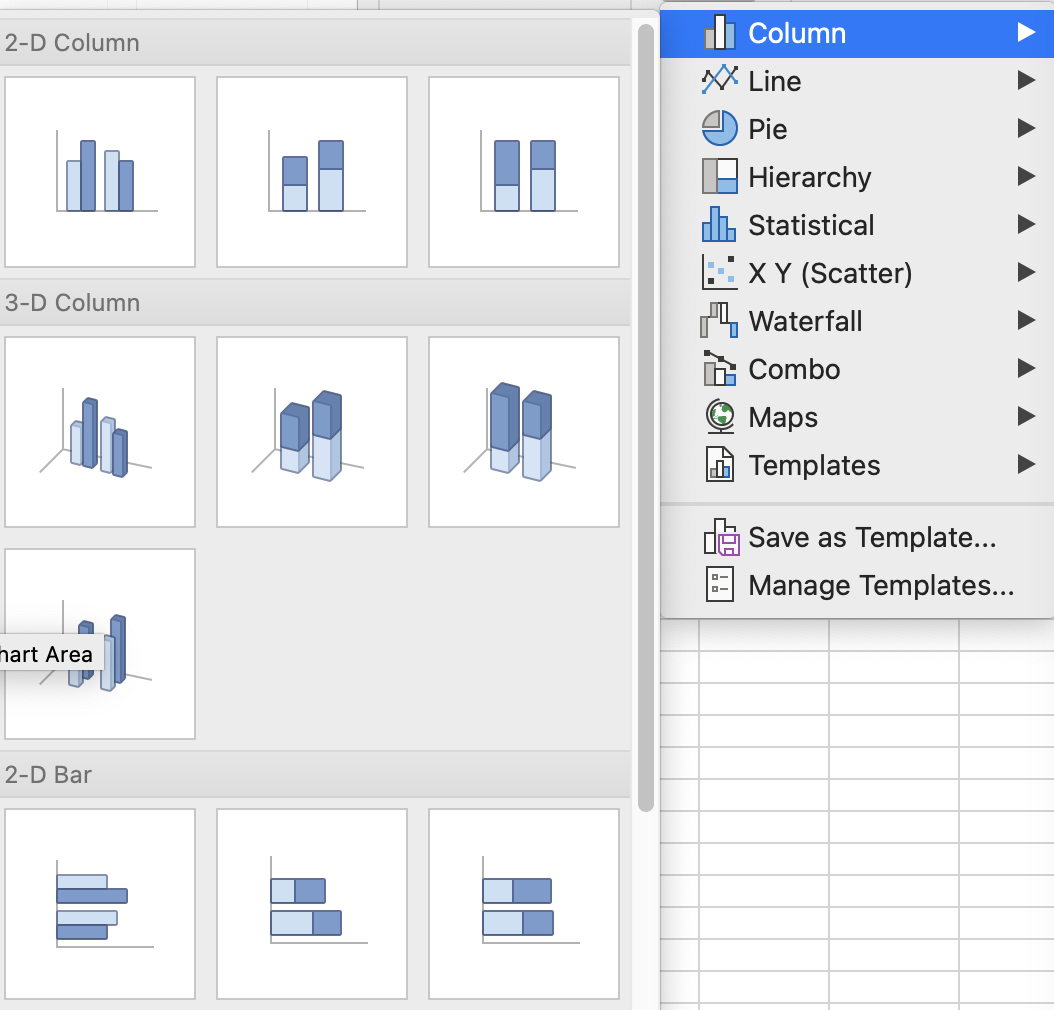 2-D Column
3-D Column
hart Area
2-D Bar
Column
Line
Pie
Hierarchy
Statistical
X Y (Scatter)
Waterfall
Combo
Maps
Templates
Save as Template...
Manage Templates...